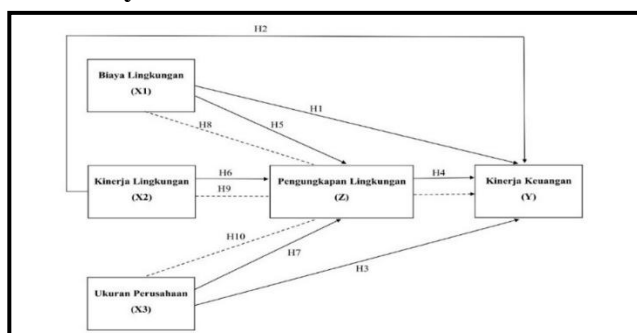 H2
Biaya Lingkungan
(X1)
H1
H8
H5
Kinerja Lingkungan
(X2)
H6
H9
Pengungkapan Lingkungan
(Z)
H4
Kinerja Keuangan
(Y)
H10
H7
H3
Ukuran Perusahaan
(X3)